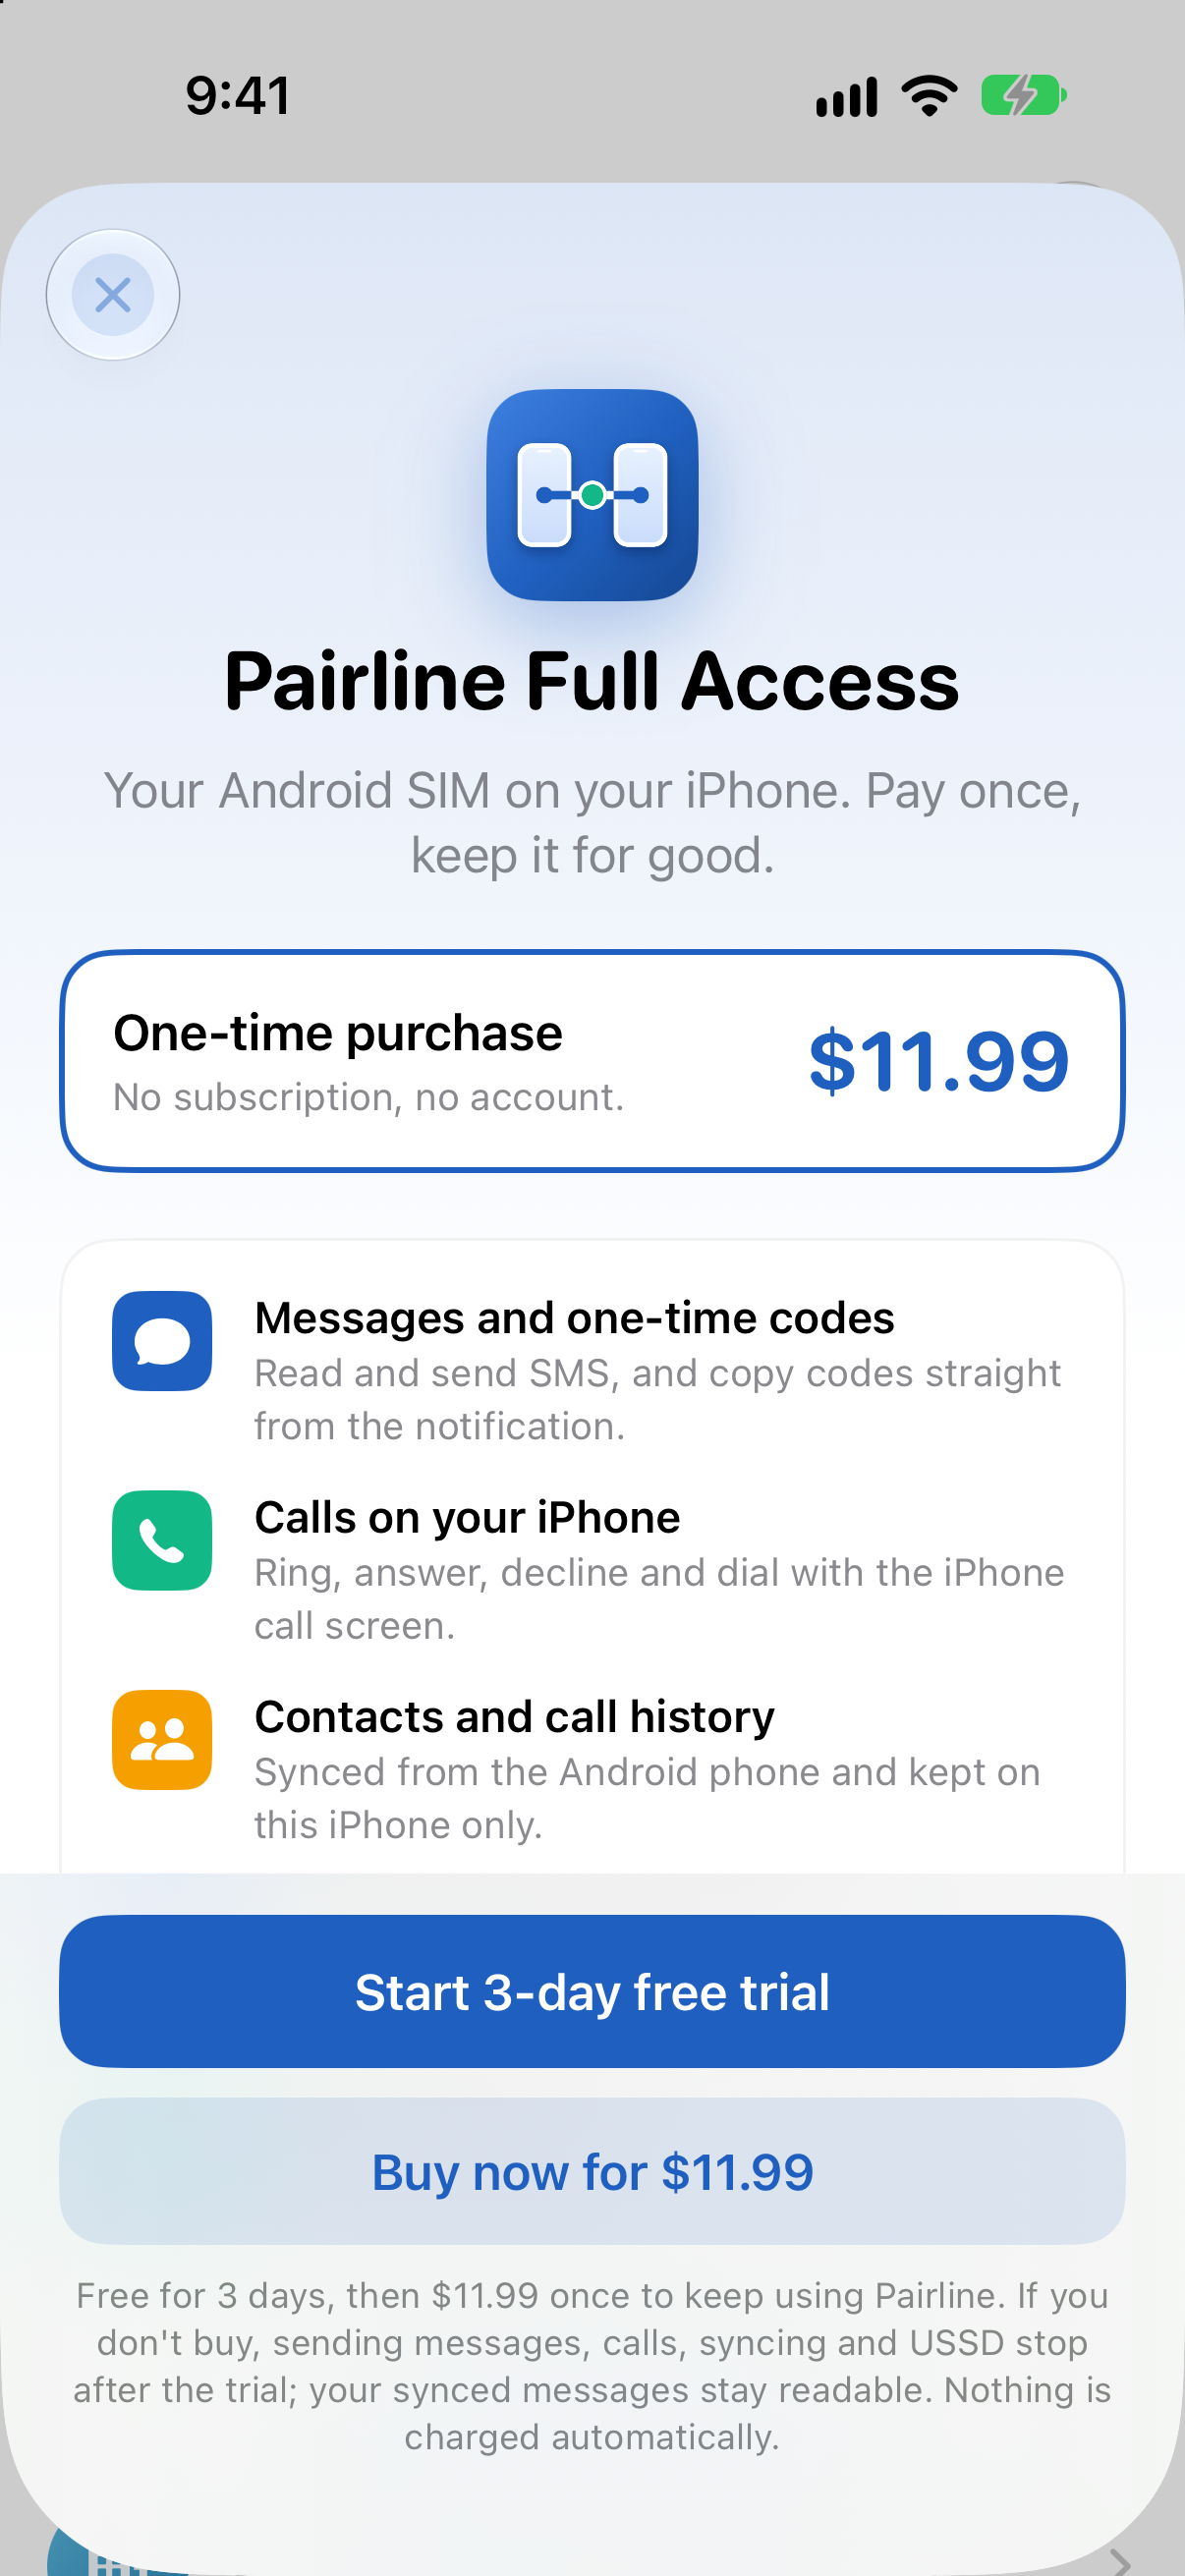 9:41
Pairline Full Access
Your Android SIM on your iPhone. Pay once,
keep it for good.
One-time purchase
No subscription, no account.
$11.99
Messages and one-time codes
Read and send SMS, and copy codes straight
from the notification.
Calls on your iPhone
Ring, answer, decline and dial with the iPhone
call screen.
Contacts and call history
Synced from the Android phone and kept on
this iPhone only.
Start 3-day free trial
Buy now for $11.99
Free for 3 days, then $11.99 once to keep using Pairline. If you
don't buy, sending messages, calls, syncing and USSD stop
after the trial; your synced messages stay readable. Nothing is
charged automatically.